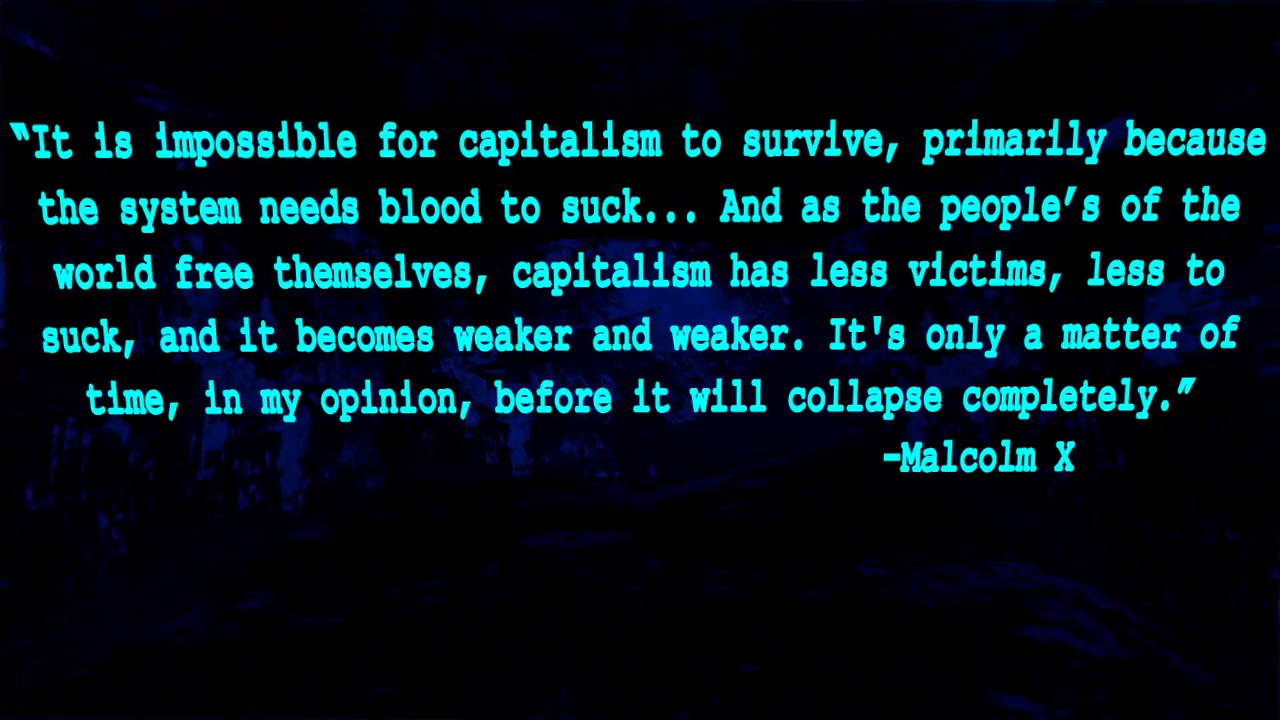 “It is impossible for capitalism to survive, primarily because
the system needs blood to suck... And as the people’s of the
world free themselves, capitalism has less victims, less to
suck, and it becomes weaker and weaker. It's only a matter of
time, in my opinion, before it will collapse completely.”
-Malcolm X